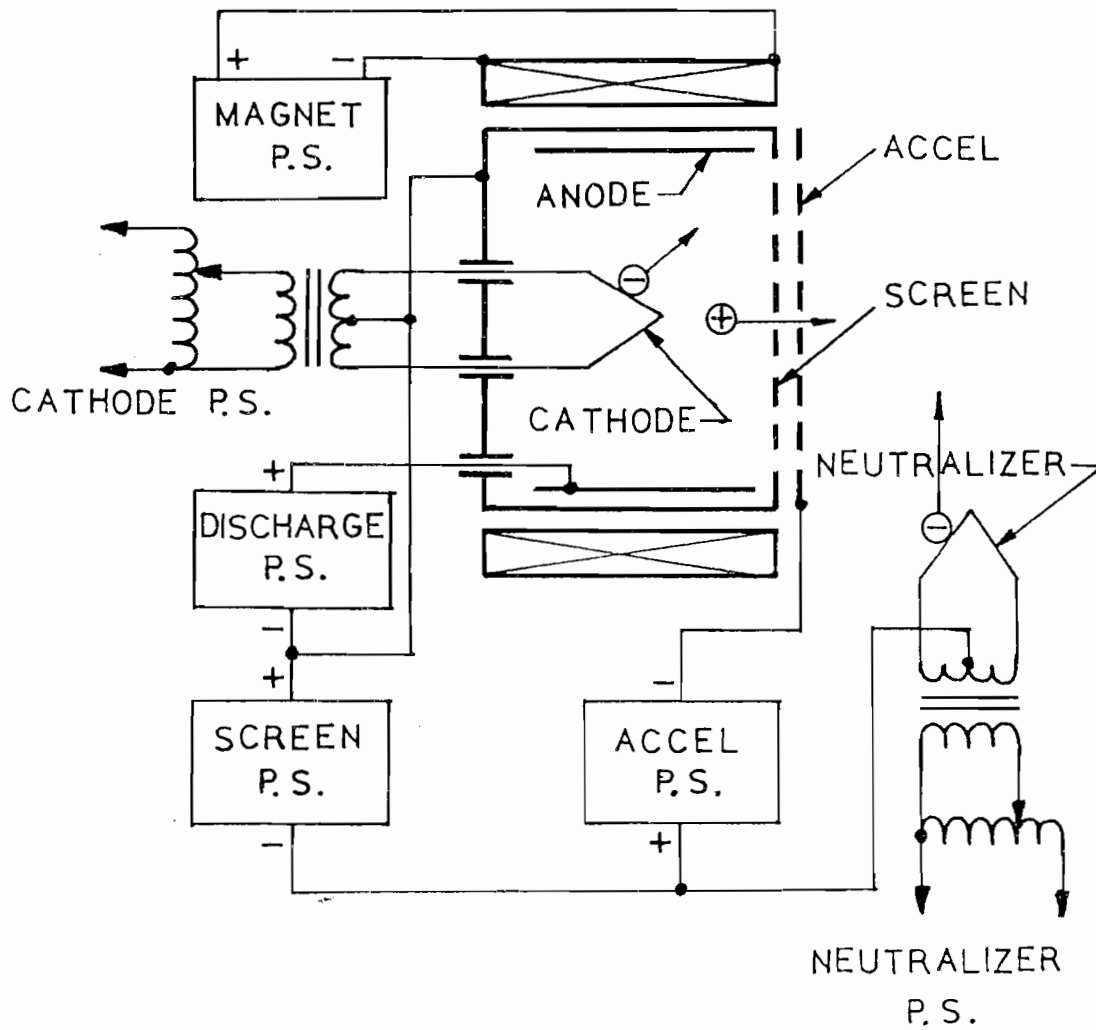 + -
MAGNET
P.S.
ACCEL
ANODE
-
SCREEN
+
CATHODE P.S.
CATHODE
+
NEUTRALIZER
-
DISCHARGE
P.S.
-
+
-
SCREEN
P.S.
ACCEL
P.S.
-
+
NEUTRALIZER
P.S.